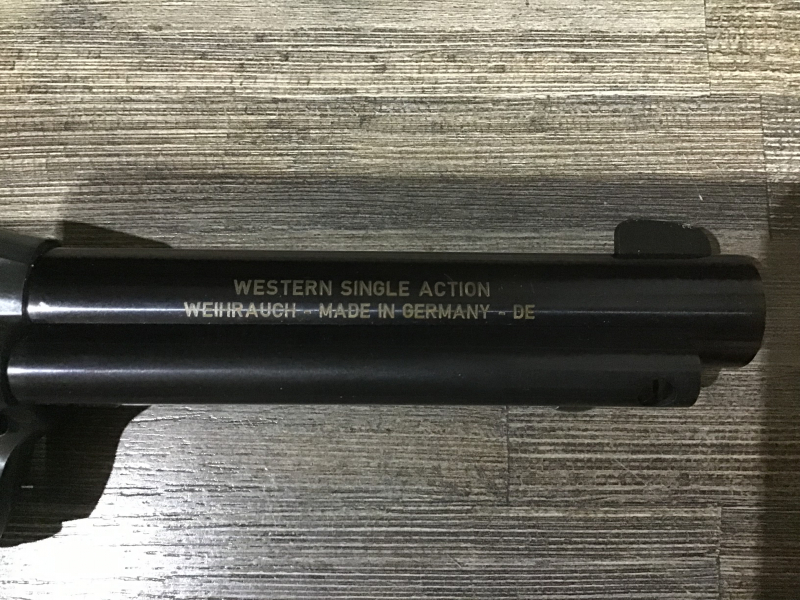 WESTERN SINGLE ACTION
WEIHRAUCH - MADE IN GERMANY - DE